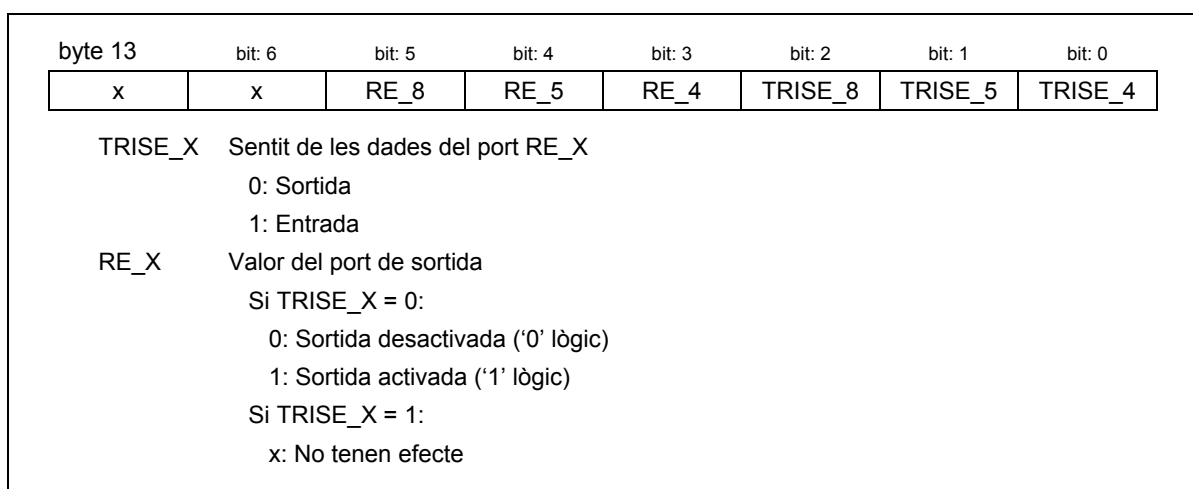 byte 13 bit: 6 bit: 5 bit: 4 bit: 3 bit: 2 bit: 1 bit: 0
x x RE_8 RE_5 RE_4 TRISE_8 TRISE_5 TRISE_4
TRISE_X Sentit de les dades del port RE_X
0: Sortida
1: Entrada
RE_X Valor del port de sortida
Si TRISE_X = 0:
0: Sortida desactivada (‘0’ lògic)
1: Sortida activada (‘1’ lògic)
Si TRISE_X = 1:
x: No tenen efecte